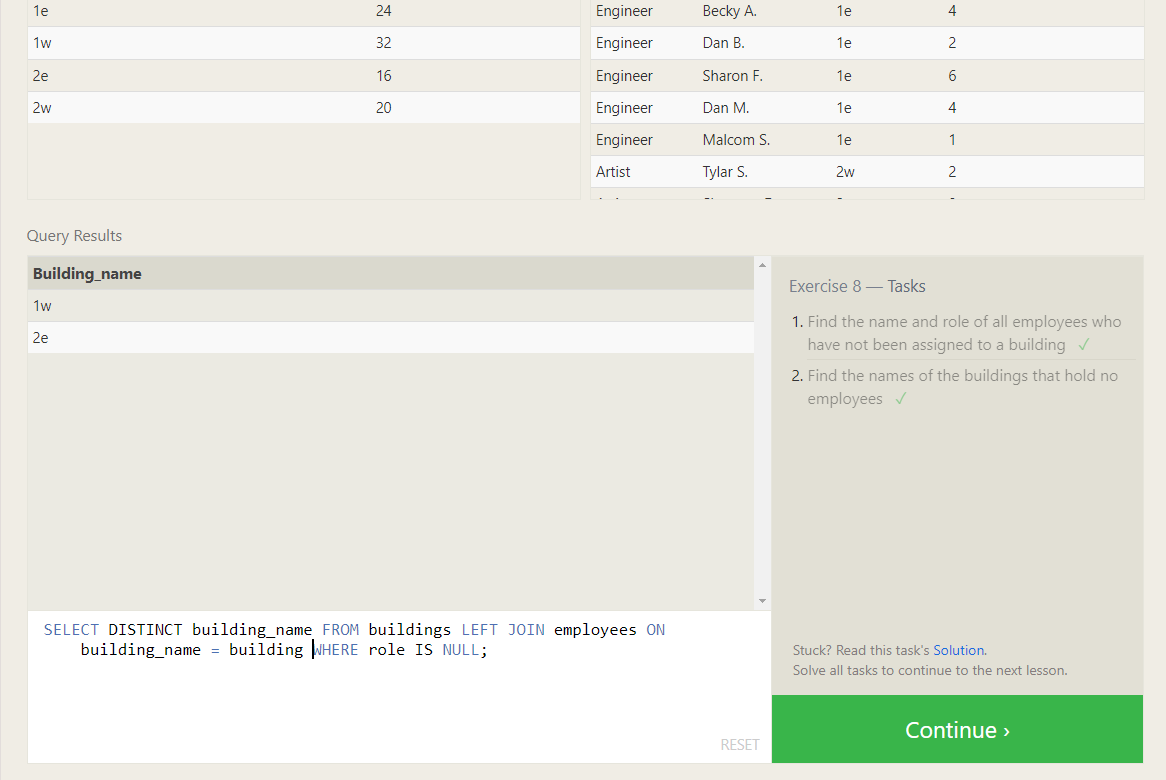 1e 24
1w 32
2e 16
2w 20
Engineer Becky A. 1e 4
Engineer Dan B. 1e 2
Engineer Sharon F. 1e 6
Engineer Dan M. 1e 4
Engineer Malcom S. 1e 1
Artist Tylar S. 2w 2
Query Results
Building_name
1w
2e
Exercise 8 — Tasks
1. Find the name and role of all employees who
have not been assigned to a building ✓
2. Find the names of the buildings that hold no
employees ✓
SELECT DISTINCT building_name FROM buildings LEFT JOIN employees ON
building_name = building WHERE role IS NULL;
RESET
Stuck? Read this task's Solution.
Solve all tasks to continue to the next lesson.
Continue ›